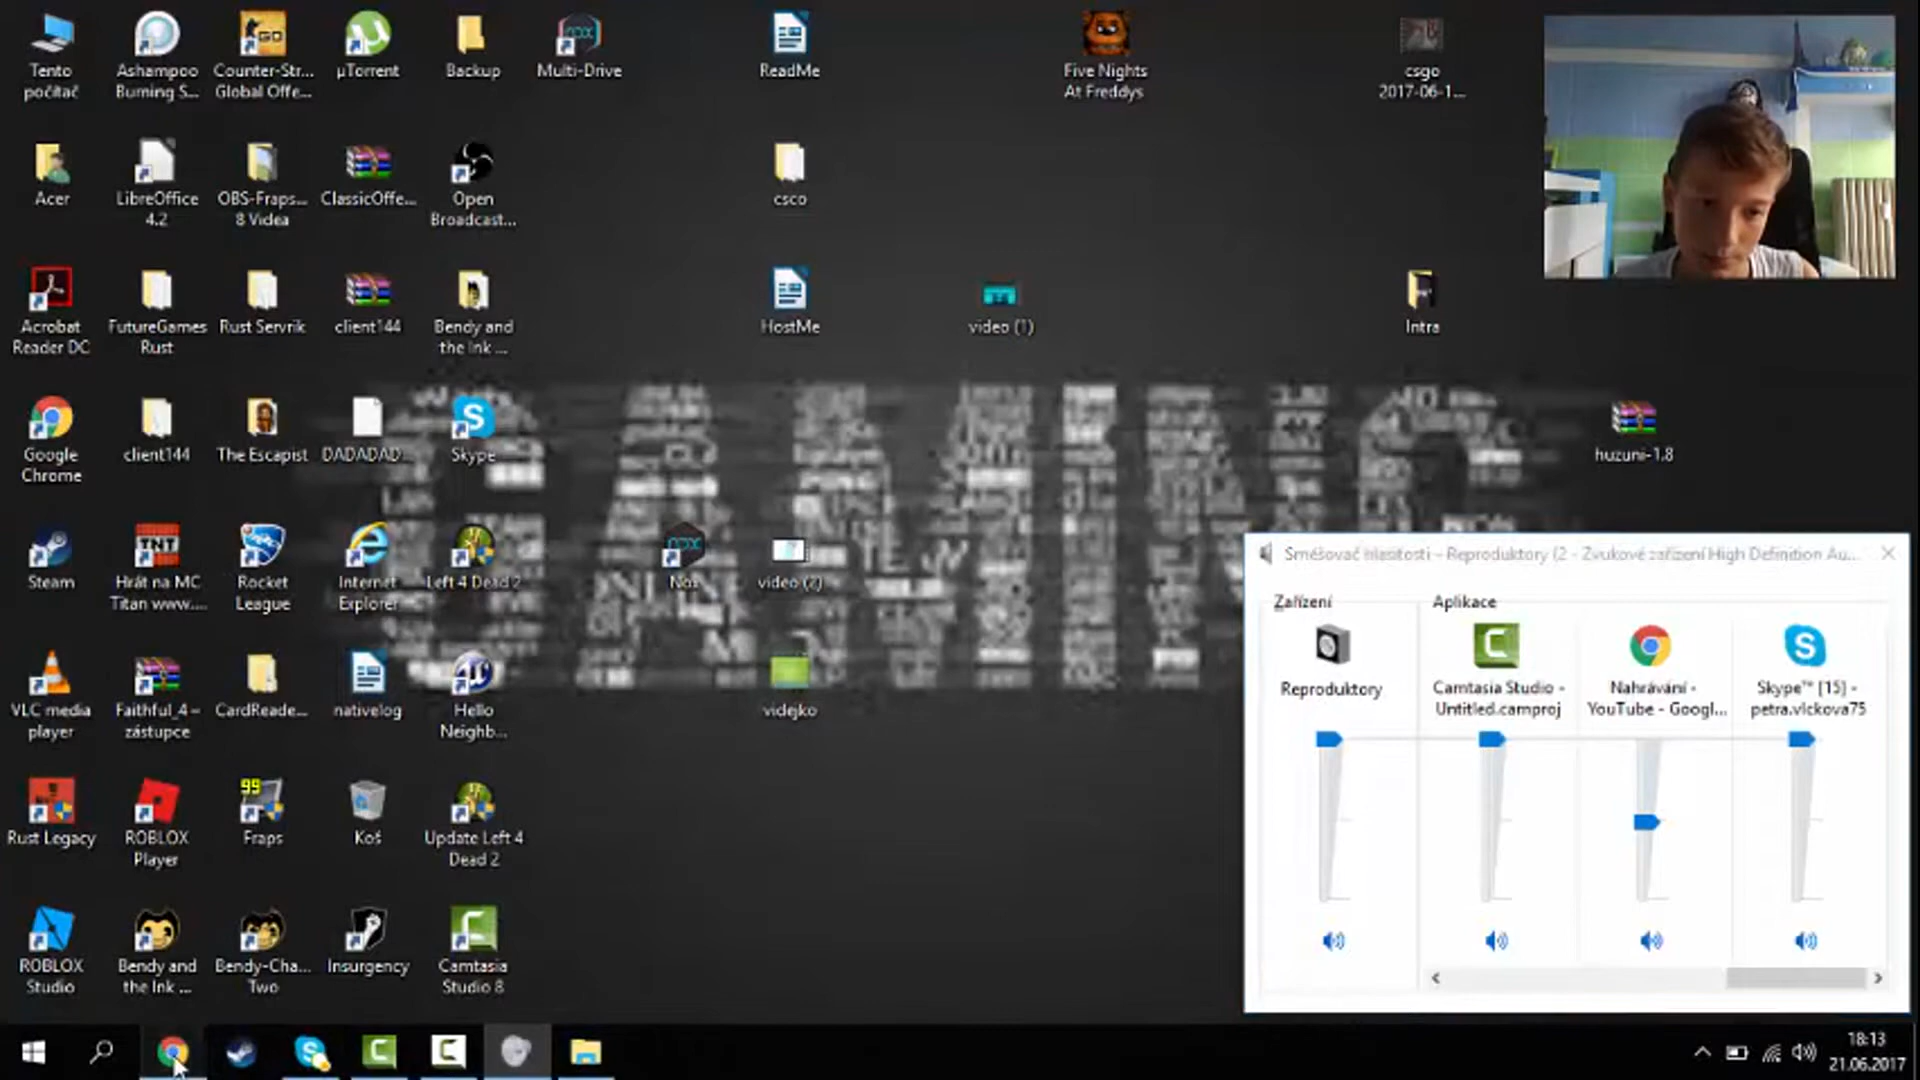 Tento
počítač
Ashampoo
Burning S...
Counter-Str...
Global Offe...
µTorrent
Backup
Multi-Drive
ReadMe
Five Nights
At Freddys
csgo
2017-06-1...
Acer
LibreOffice
4.2
OBS-Fraps...
8 Videa
ClassicOffe...
Open
Broadcast...
csco
Acrobat
Reader DC
FutureGames
Rust
Rust Servrik
client144
Bendy and
the Ink ...
HostMe
video (1)
Intra
Google
Chrome
client144
The Escapist
DADADAD...
Skype
huzuni-1.8
GAMING
Steam
Hrát na MC
Titan www....
Rocket
League
Internet
Explorer
Left 4 Dead 2
Nox
video (2)
VLC media
player
Faithful_4 –
zástupce
CardReade...
nativelog
Hello
Neighb...
videjko
Rust Legacy
ROBLOX
Player
Fraps
Koš
Update Left 4
Dead 2
ROBLOX
Studio
Bendy and
the Ink ...
Bendy-Cha...
Two
Insurgency
Camtasia
Studio 8
Směšovač hlasitosti - Reproduktory (2 - Zvukové zařízení High Definition Au...
Zařízení
Aplikace
Reproduktory
Camtasia Studio -
Untitled.camproj
Nahrávání -
YouTube - Googl...
Skype™ [15] -
petra.vlckova75
18:13
21.06.2017